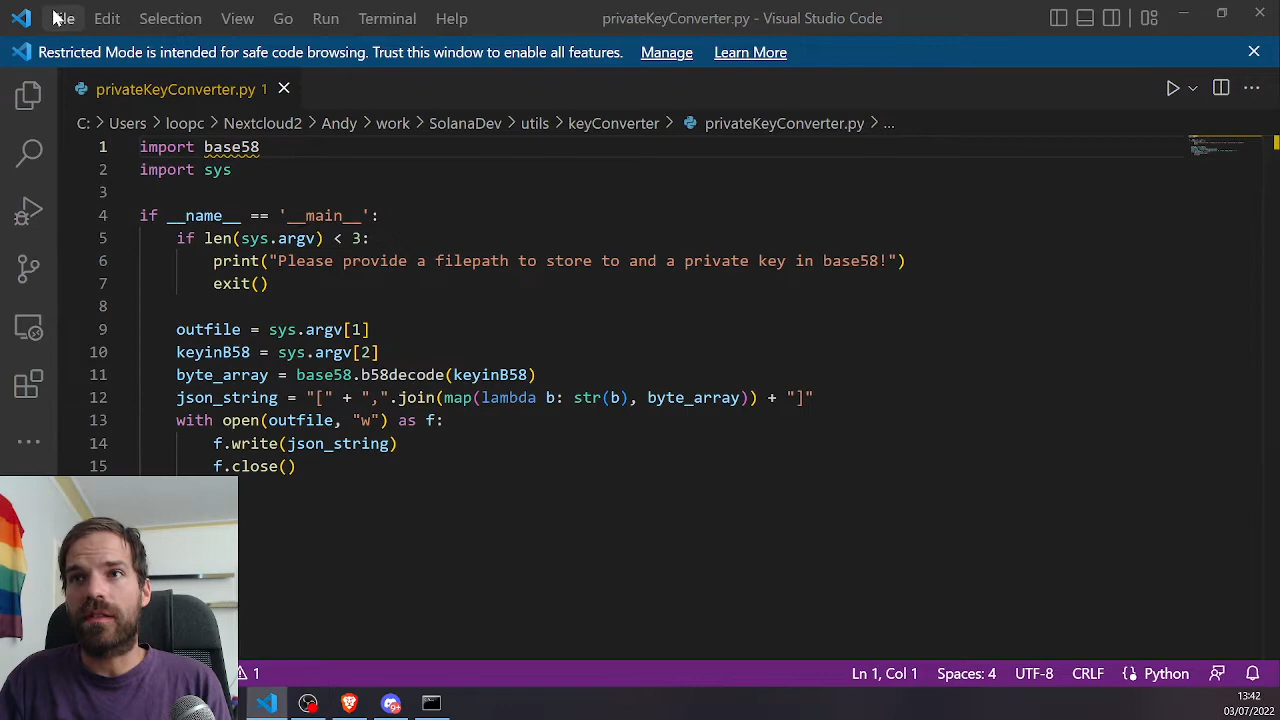 File Edit Selection View Go Run Terminal Help privateKeyConverter.py - Visual Studio Code
Restricted Mode is intended for safe code browsing. Trust this window to enable all features. Manage Learn More
privateKeyConverter.py 1
C: > Users > loopc > Nextcloud2 > Andy > work > SolanaDev > utils > keyConverter > privateKeyConverter.py > ...
1 import base58
2 import sys
3
4 if __name__ == '__main__':
5 if len(sys.argv) < 3:
6 print("Please provide a filepath to store to and a private key in base58!")
7 exit()
8
9 outfile = sys.argv[1]
10 keyinB58 = sys.argv[2]
11 byte_array = base58.b58decode(keyinB58)
12 json_string = "[" + ",".join(map(lambda b: str(b), byte_array)) + "]"
13 with open(outfile, "w") as f:
14 f.write(json_string)
15 f.close()
1 Ln 1, Col 1 Spaces: 4 UTF-8 CRLF Python
13:42
03/07/2022